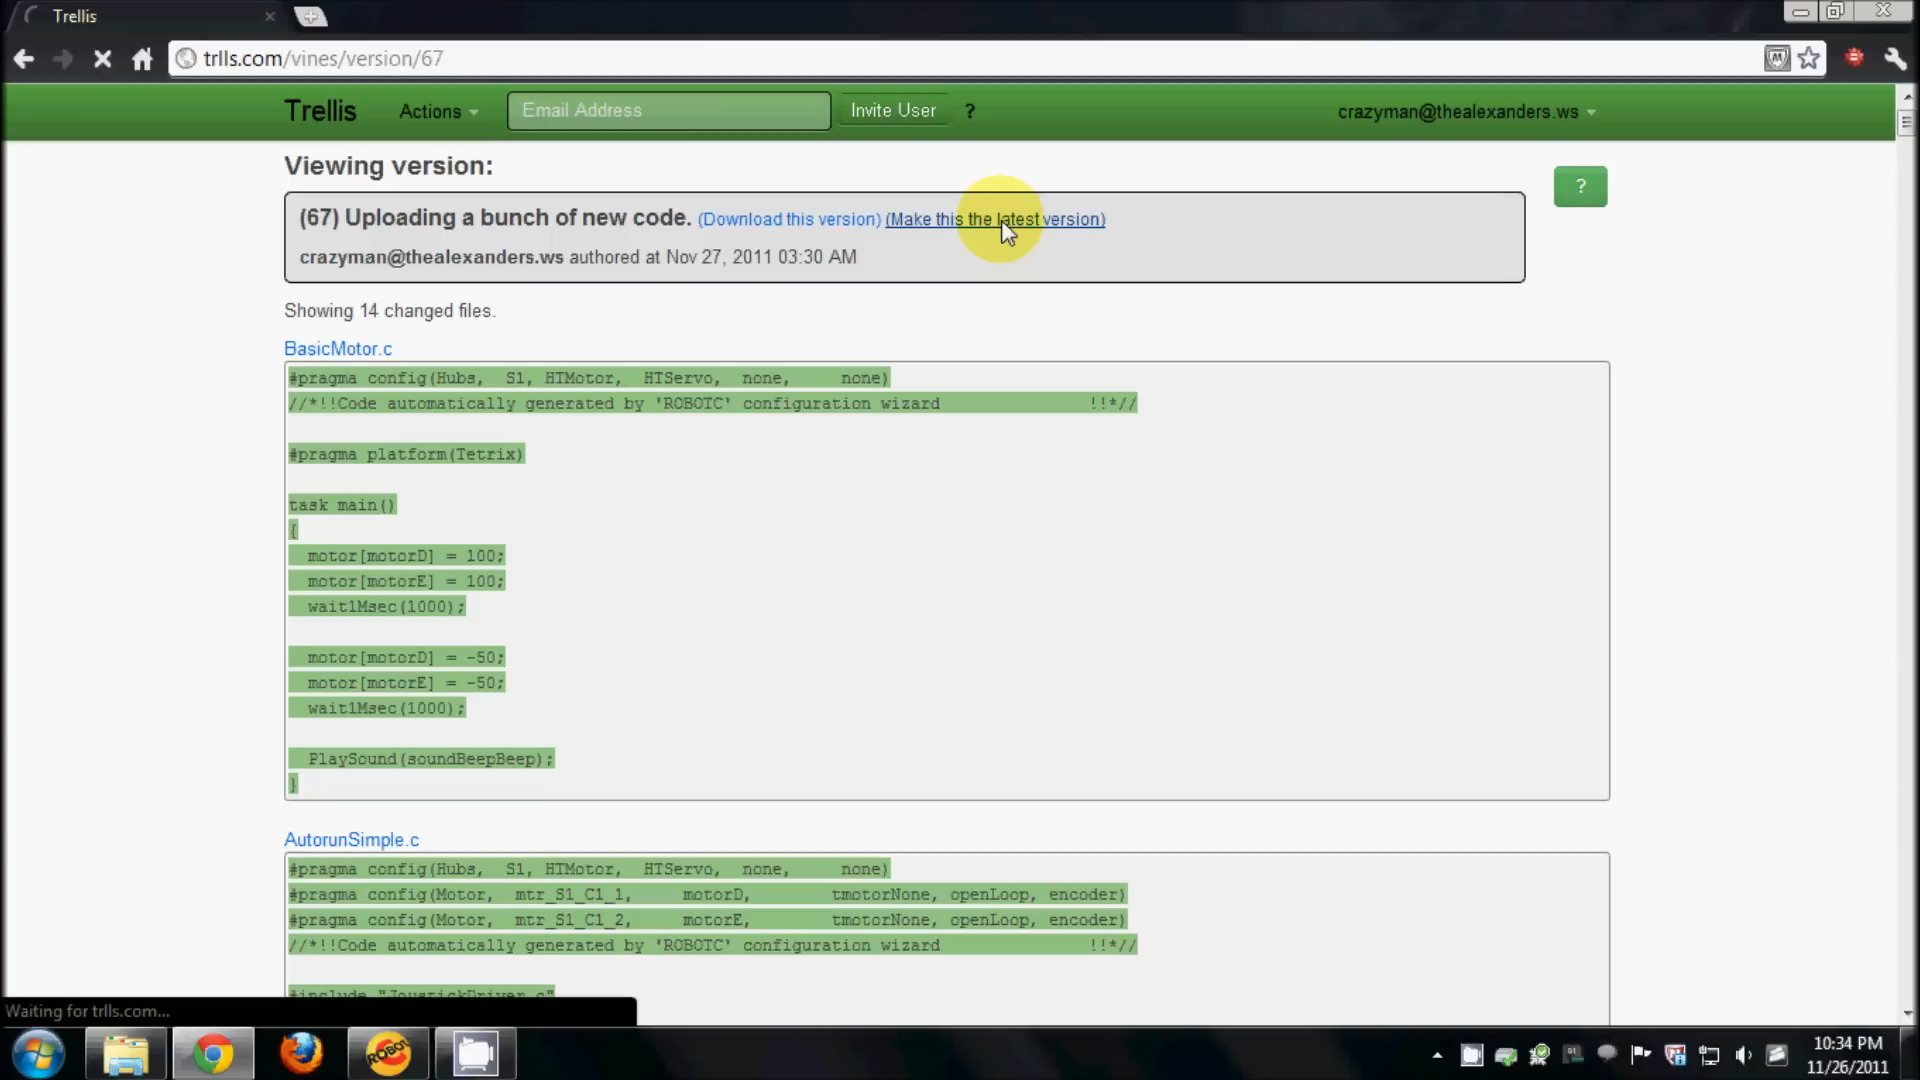 Trellis
trlls.com/vines/version/67
Trellis Actions Email Address Invite User ? crazyman@thealexanders.ws
Viewing version:
?
(67) Uploading a bunch of new code. (Download this version) (Make this the latest version)
crazyman@thealexanders.ws authored at Nov 27, 2011 03:30 AM
Showing 14 changed files.
BasicMotor.c
#pragma config(Hubs, S1, HTMotor, HTServo, none, none)
//*!!Code automatically generated by 'ROBOTC' configuration wizard !!*//
#pragma platform(Tetrix)
task main()
{
motor[motorD] = 100;
motor[motorE] = 100;
wait1Msec(1000);
motor[motorD] = -50;
motor[motorE] = -50;
wait1Msec(1000);
PlaySound(soundBeepBeep);
}
AutorunSimple.c
#pragma config(Hubs, S1, HTMotor, HTServo, none, none)
#pragma config(Motor, mtr_S1_C1_1, motorD, tmotorNone, openLoop, encoder)
#pragma config(Motor, mtr_S1_C1_2, motorE, tmotorNone, openLoop, encoder)
//*!!Code automatically generated by 'ROBOTC' configuration wizard !!*//
#include "JoystickDriver.c"
Waiting for trlls.com...
ROBOT
10:34 PM
11/26/2011